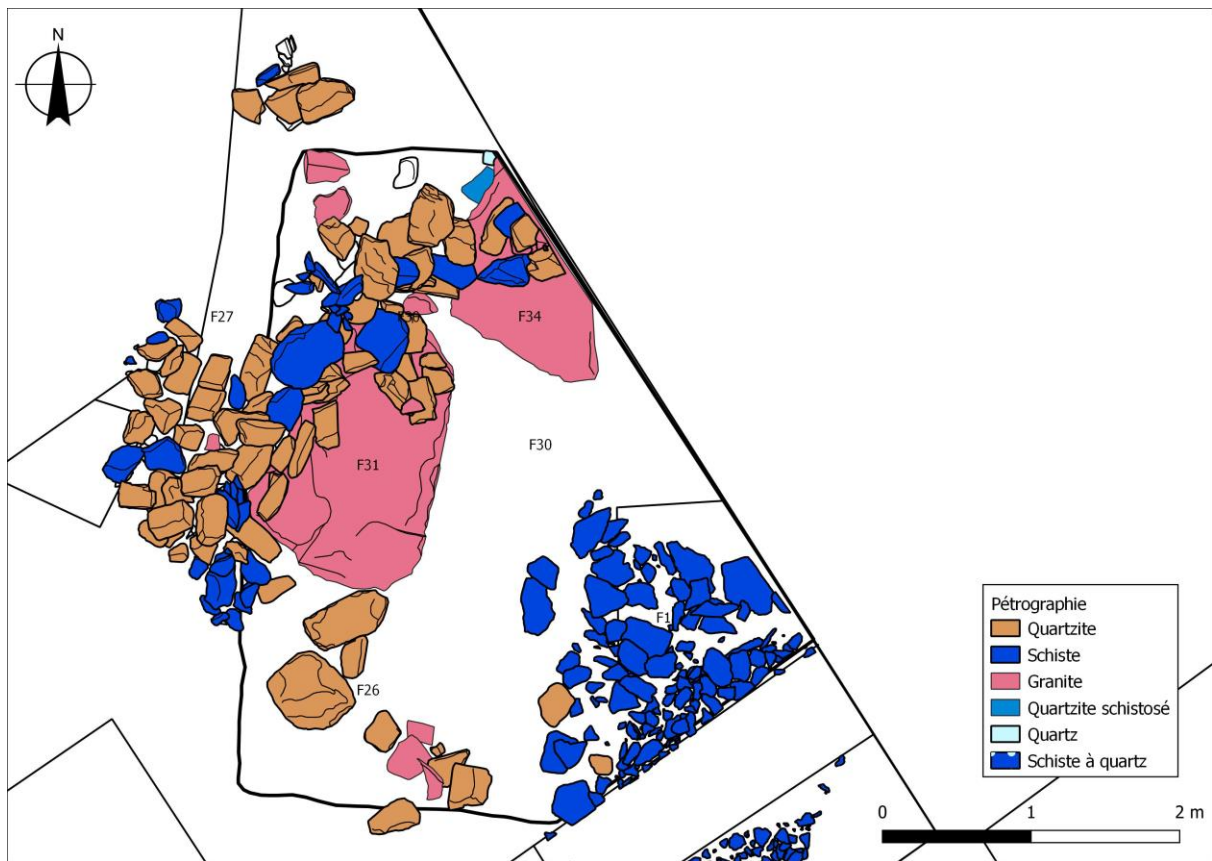 N
F27
F34
F30
F31
F1
F26
Pétrographie
Quartzite
Schiste
Granite
Quartzite schistosé
Quartz
Schiste à quartz
0 1 2 m